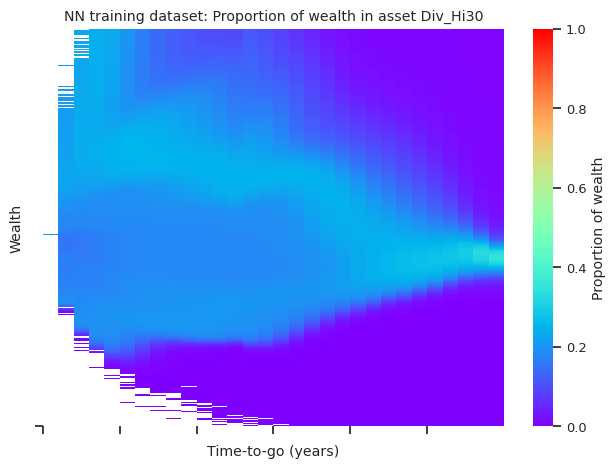 NN training dataset: Proportion of wealth in asset Div_Hi30
Wealth
Time-to-go (years)
1.0
0.8
0.6
0.4
0.2
0.0
Proportion of wealth